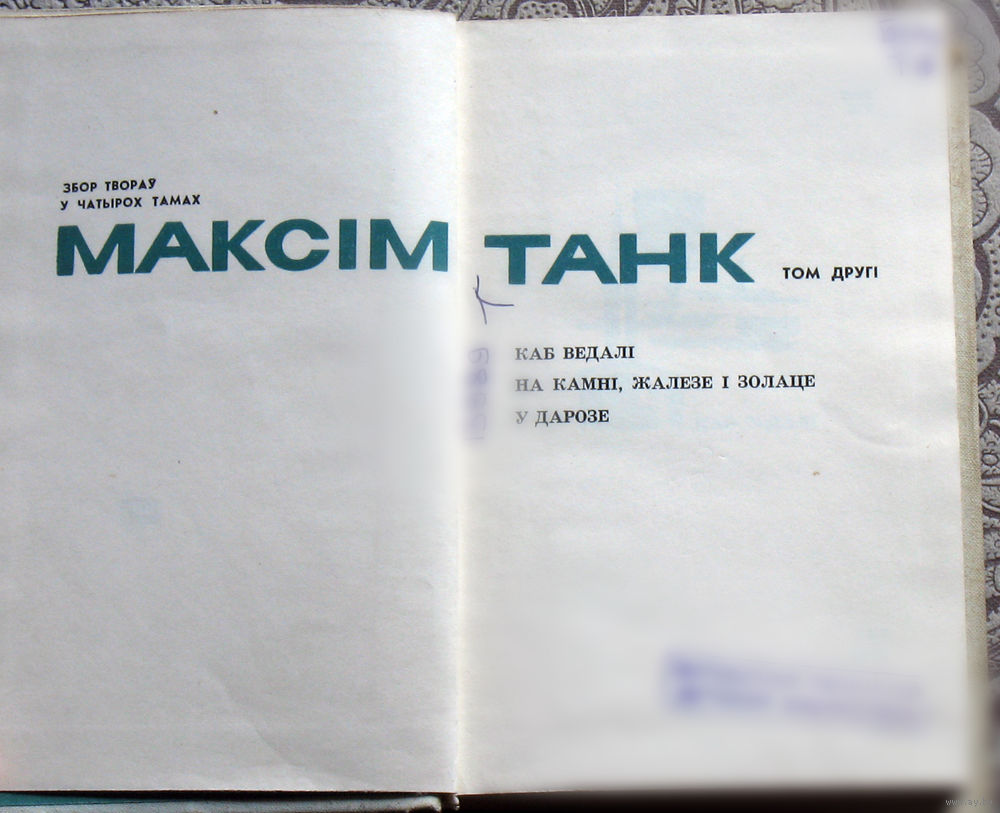 ЗБОР ТВОРАЎ
У ЧАТЫРОХ ТАМАХ
МАКСІМ ТАНК
ТОМ ДРУГІ
КАБ ВЕДАЛІ
НА КАМНІ, ЖАЛЕЗЕ І ЗОЛАЦЕ
У ДАРОЗЕ